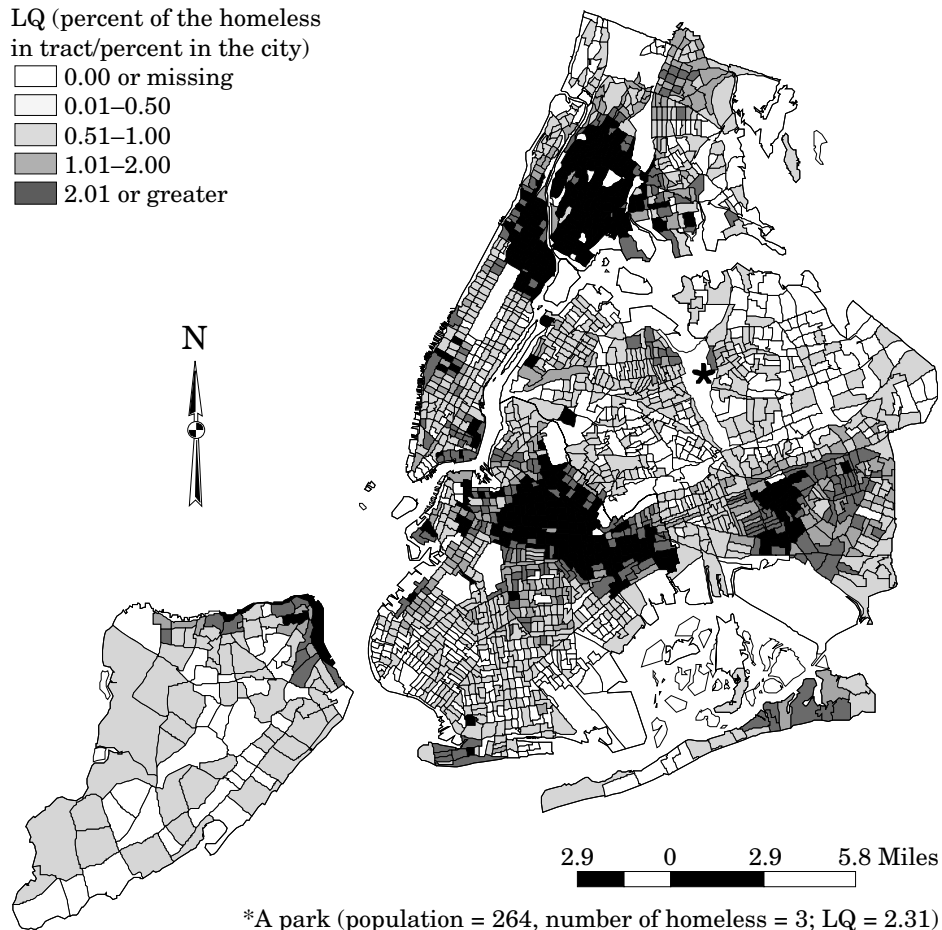 LQ (percent of the homeless
in tract/percent in the city)
0.00 or missing
0.01–0.50
0.51–1.00
1.01–2.00
2.01 or greater
N
*
2.9 0 2.9 5.8 Miles
*A park (population = 264, number of homeless = 3; LQ = 2.31)